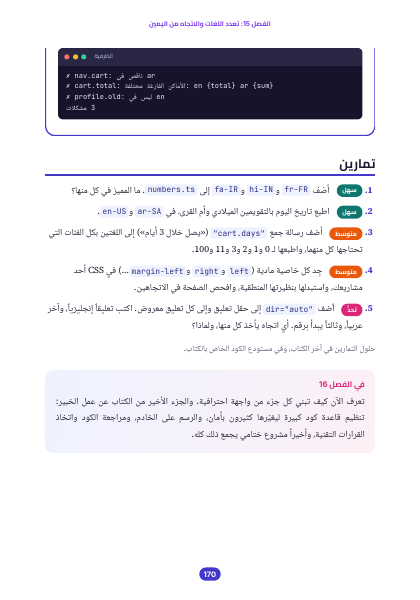 الفصل 15: تعدد اللغات والاتجاه من اليمين
الطرفية
✗ nav.cart: ناقص في ar
✗ cart.total: الأماكن الفارغة مختلفة: en {total} ar {sum}
✗ profile.old: ليس في en
3 مشكلات
تمارين
1. سهل أضف fr-FR و hi-IN و fa-IR إلى numbers.ts. ما المميز في كل منها؟
2. سهل اطبع تاريخ اليوم بالتقويمين الميلادي وأم القرى، في ar-SA و en-US.
3. متوسط أضف رسالة جمع "cart.days" («يصل خلال 3 أيام») إلى اللغتين بكل الفئات التي
تحتاجها كل منهما، واطبعها لـ 0 و1 و2 و3 و11 و100.
4. متوسط جِد كل خاصية مادية (left و right و margin-left ...) في CSS أحد
مشاريعك، واستبدلها بنظيرتها المنطقية، وافحص الصفحة في الاتجاهين.
5. تحدٍّ أضف dir="auto" إلى حقل تعليق وإلى كل تعليق معروض. اكتب تعليقاً إنجليزياً، وآخر
عربياً، وثالثاً يبدأ برقم. أي اتجاه يأخذ كل منها، ولماذا؟
حلول التمارين في آخر الكتاب، وفي مستودع الكود الخاص بالكتاب.
في الفصل 16
تعرف الآن كيف تبني كل جزء من واجهة احترافية. والجزء الأخير من الكتاب عن عمل الخبير:
تنظيم قاعدة كود كبيرة ليغيّرها كثيرون بأمان، والرسم على الخادم، ومراجعة الكود واتخاذ
القرارات التقنية، وأخيراً مشروع ختامي يجمع ذلك كله.
170